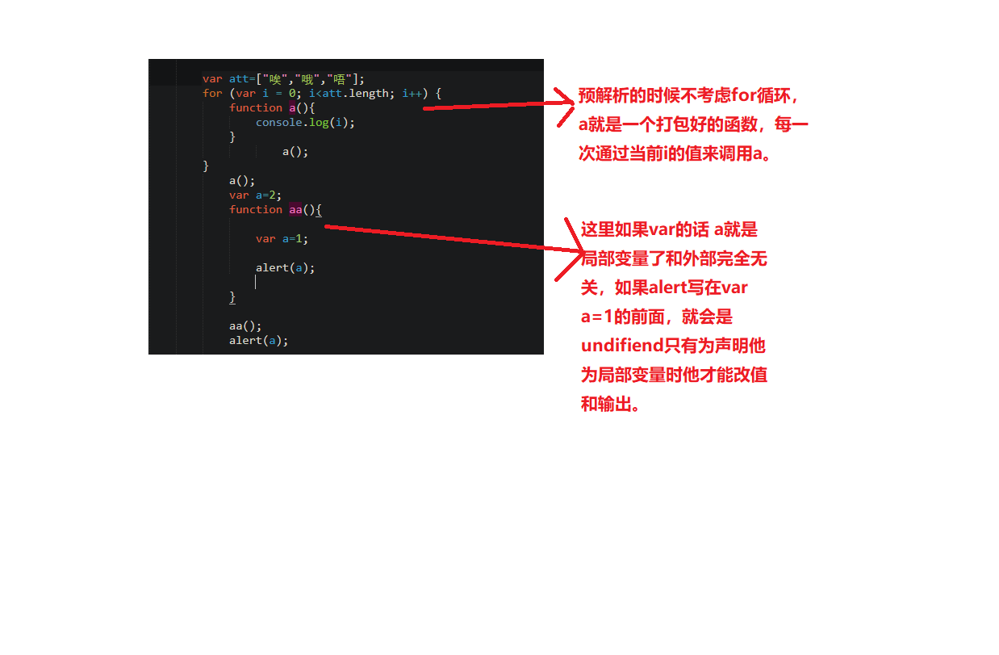 var att=["唉","哦","唔"];
for (var i = 0; i<att.length; i++) {
function a(){
console.log(i);
}
a();
}
a();
var a=2;
function aa(){
var a=1;
alert(a);
}
aa();
alert(a);
预解析的时候不考虑for循环，
a就是一个打包好的函数，每一
次通过当前i的值来调用a。
这里如果var的话 a就是
局部变量了和外部完全无
关，如果alert写在var
a=1的前面，就会是
undifiend只有为声明他
为局部变量时他才能改值
和输出。